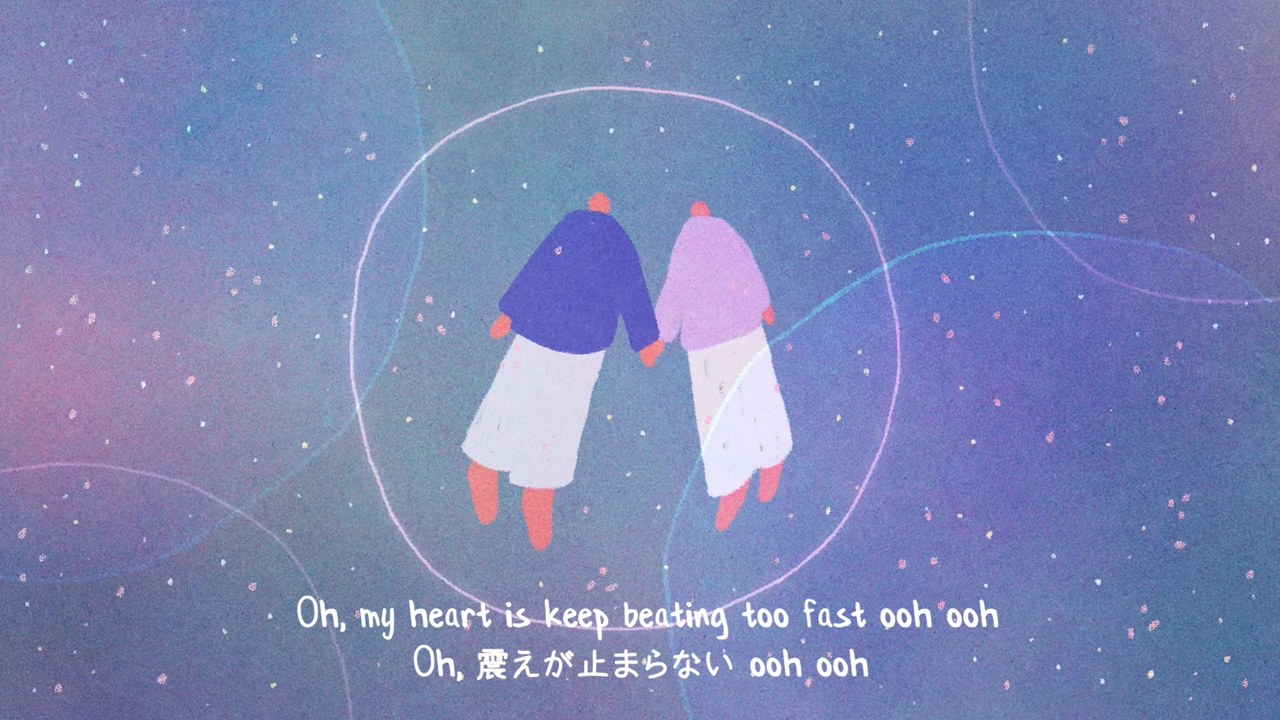 Oh, my heart is keep beating too fast ooh ooh
Oh, 震えが止まらない ooh ooh